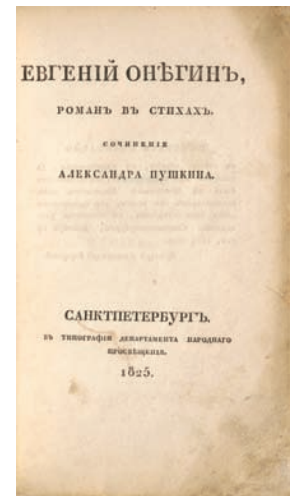 ЕВГЕНІЙ ОНѢГИНЪ,
РОМАНЪ ВЪ СТИХАХЪ.
СОЧИНЕНІЯ
АЛЕКСАНДРА ПУШКИНА.
САНКТПЕТЕРБУРГЪ.
ВЪ ТИПОГРАФІИ ДЕПАРТАМЕНТА НАРОДНАГО
ПРОСВѢЩЕНІЯ.
1825.